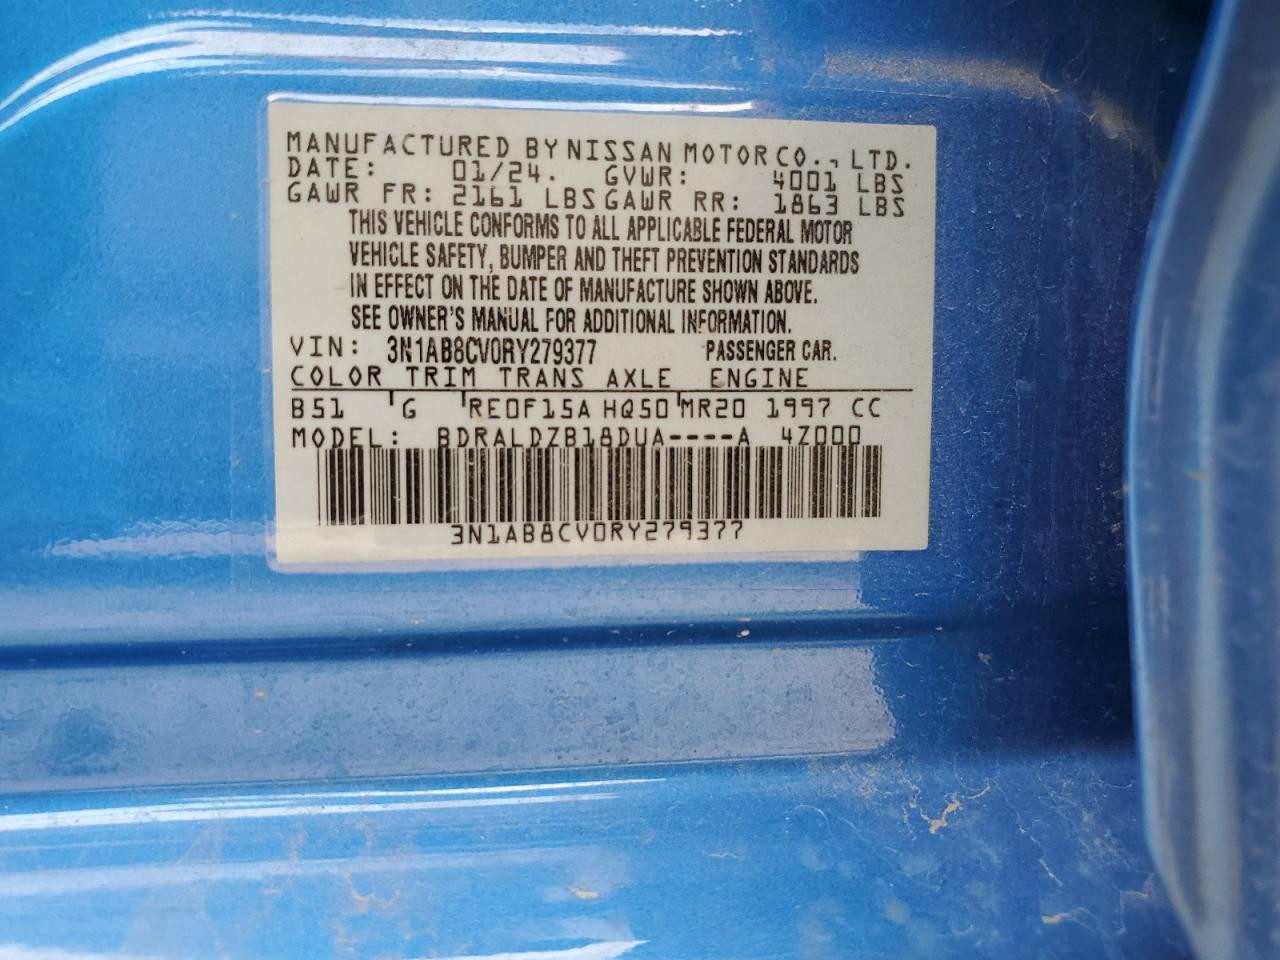 MANUFACTURED BY NISSAN MOTOR CO., LTD.
DATE: 01/24. GVWR: 4001 LBS
GAWR FR: 2161 LBS GAWR RR: 1863 LBS
THIS VEHICLE CONFORMS TO ALL APPLICABLE FEDERAL MOTOR
VEHICLE SAFETY, BUMPER AND THEFT PREVENTION STANDARDS
IN EFFECT ON THE DATE OF MANUFACTURE SHOWN ABOVE.
SEE OWNER'S MANUAL FOR ADDITIONAL INFORMATION.
VIN: 3N1AB8CV0RY279377 PASSENGER CAR.
COLOR TRIM TRANS AXLE ENGINE
B51 G RE0F15A HQ50 MR20 1997 CC
MODEL: BDRALDZB18DUA----A 4Z000
3N1AB8CV0RY279377